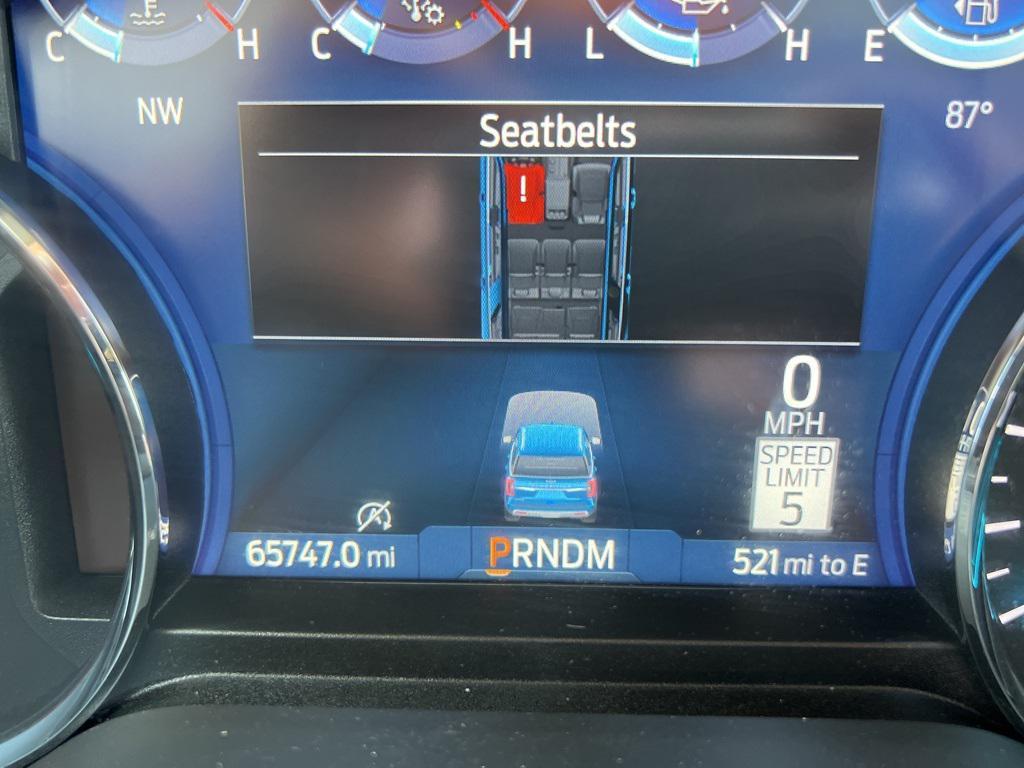 C H C H L H E
NW
87°
Seatbelts
!
0
MPH
SPEED
LIMIT
5
65747.0 mi
PRNDM
521 mi to E